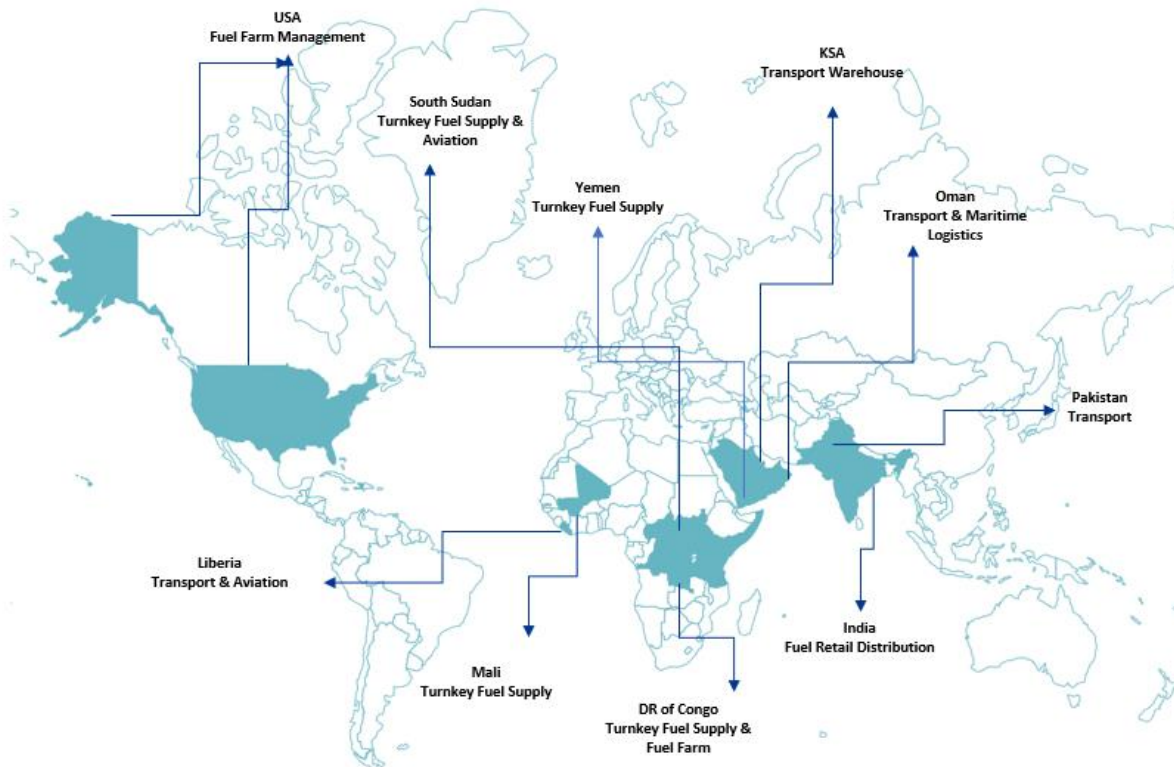 USA
Fuel Farm Management
KSA
Transport Warehouse
South Sudan
Turnkey Fuel Supply &
Aviation
Yemen
Turnkey Fuel Supply
Oman
Transport & Maritime
Logistics
Pakistan
Transport
Liberia
Transport & Aviation
India
Fuel Retail Distribution
Mali
Turnkey Fuel Supply
DR of Congo
Turnkey Fuel Supply &
Fuel Farm